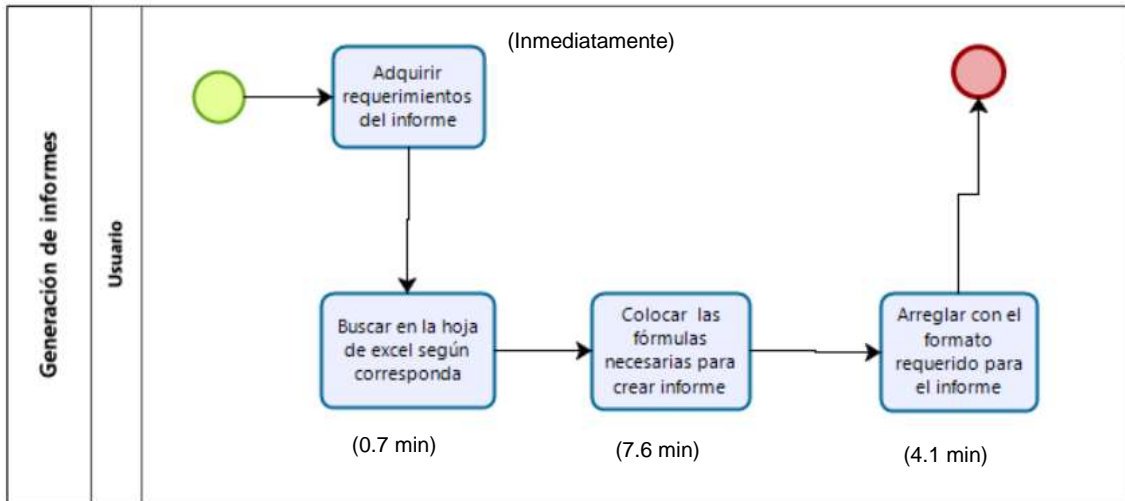 Generación de informes
Usuario
(Inmediatamente)
Adquirir
requerimientos
del informe
Buscar en la hoja
de excel según
corresponda
(0.7 min)
Colocar las
fórmulas
necesarias para
crear informe
(7.6 min)
Arreglar con el
formato
requerido para
el informe
(4.1 min)